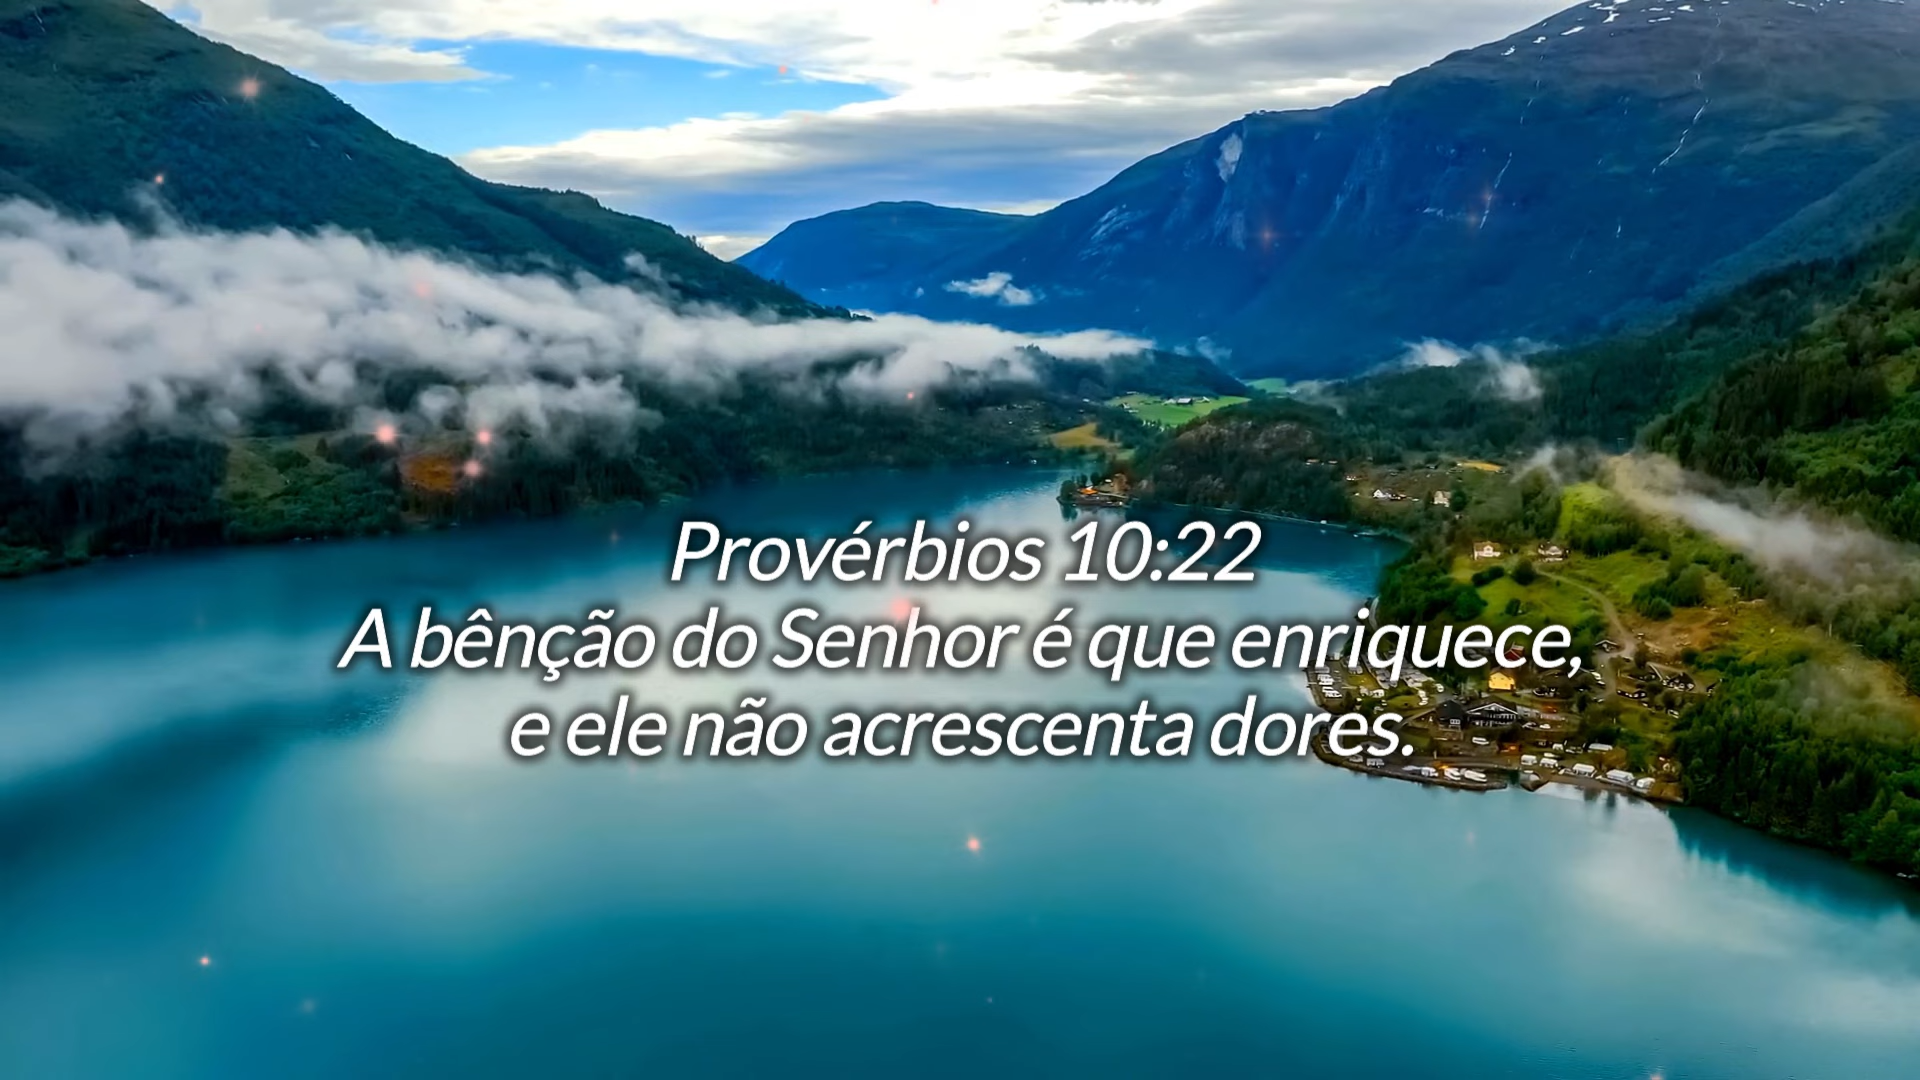 Provérbios 10:22
A bênção do Senhor é que enriquece,
e ele não acrescenta dores.